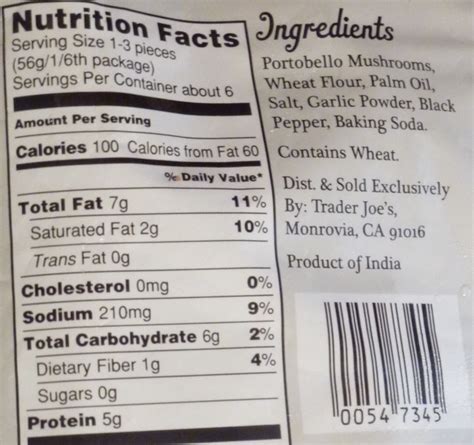 Nutrition Facts
Serving Size 1-3 pieces
(56g/1/6th package)
Servings Per Container about 6
Amount Per Serving
Calories 100 Calories from Fat 60
% Daily Value*
Total Fat 7g 11%
Saturated Fat 2g 10%
Trans Fat 0g
Cholesterol 0mg 0%
Sodium 210mg 9%
Total Carbohydrate 6g 2%
Dietary Fiber 1g 4%
Sugars 0g
Protein 5g
Ingredients
Portobello Mushrooms,
Wheat Flour, Palm Oil,
Salt, Garlic Powder, Black
Pepper, Baking Soda.
Contains Wheat.
Dist. & Sold Exclusively
By: Trader Joe's,
Monrovia, CA 91016
Product of India
0054 7345